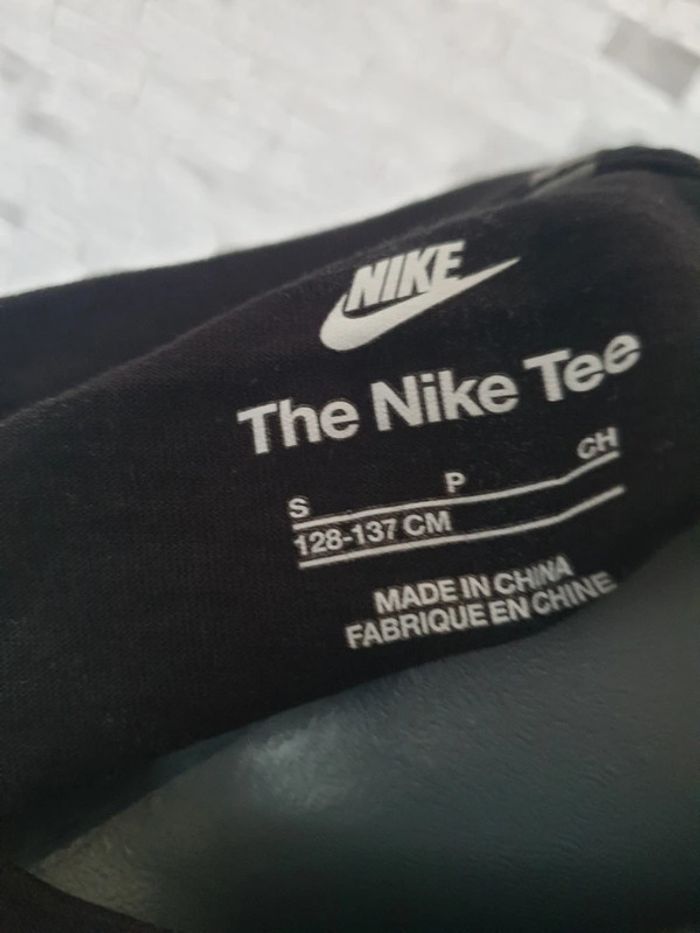 NIKE
The Nike Tee
S P CH
128-137 CM
MADE IN CHINA
FABRIQUE EN CHINE